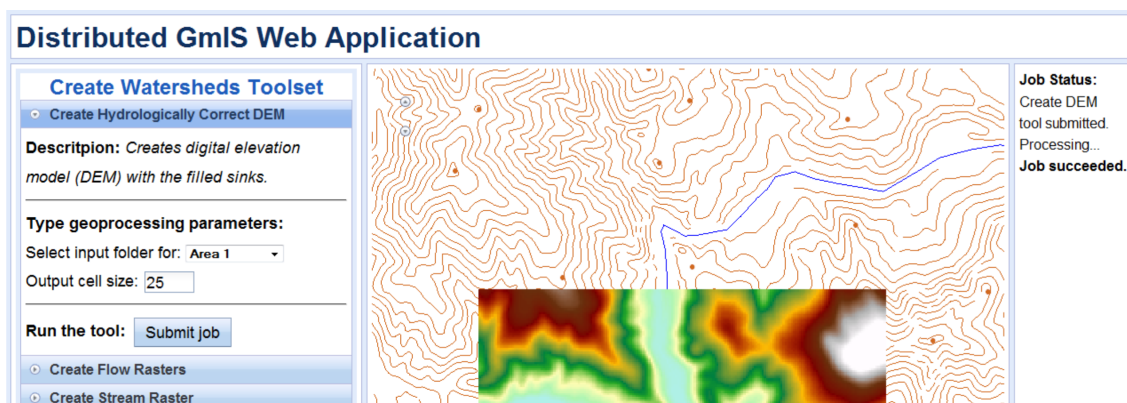 Distributed GmIS Web Application
Create Watersheds Toolset
Create Hydrologically Correct DEM
Descritpion: Creates digital elevation
model (DEM) with the filled sinks.
Type geoprocessing parameters:
Select input folder for: Area 1
Output cell size: 25
Run the tool: Submit job
Create Flow Rasters
Create Stream Raster
Job Status:
Create DEM
tool submitted.
Processing...
Job succeeded.